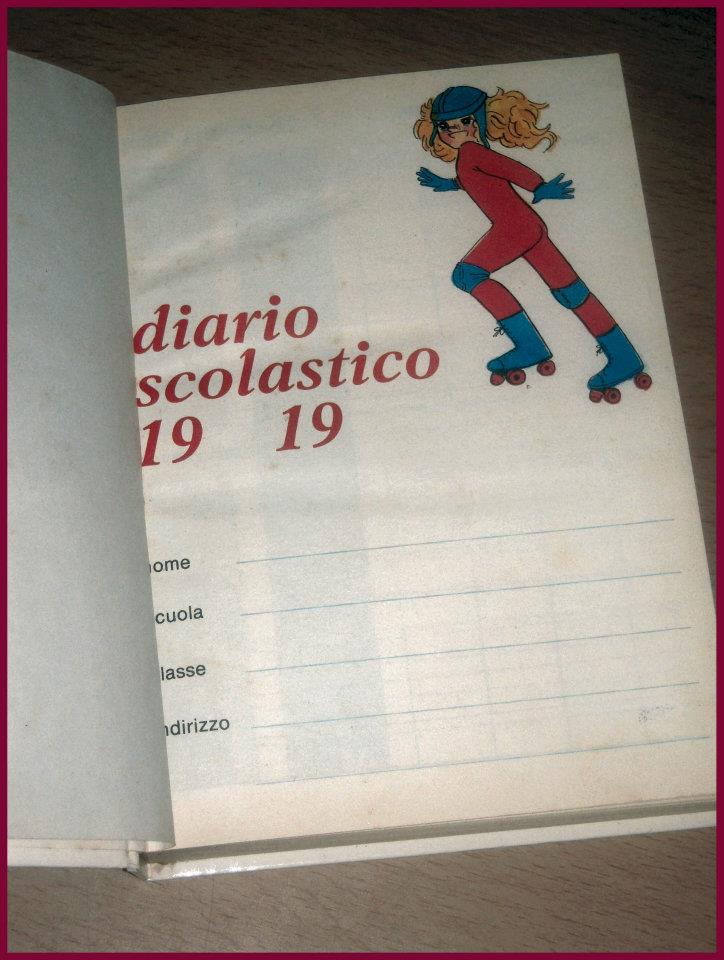 diario
scolastico
19 19
nome
scuola
classe
indirizzo